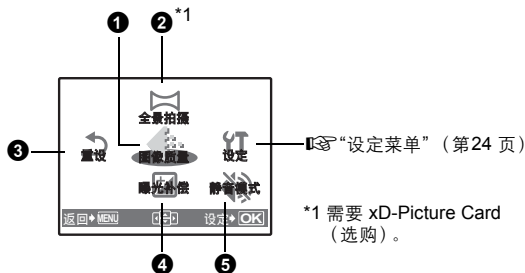 ❶ ❷ *1
全景拍摄
❸ 重设 图像质量 设定 ☞“设定菜单”（第24 页）
曝光补偿 静音模式
返回 MENU 设定 OK
*1 需要 xD-Picture Card
（选购）。
❹ ❺